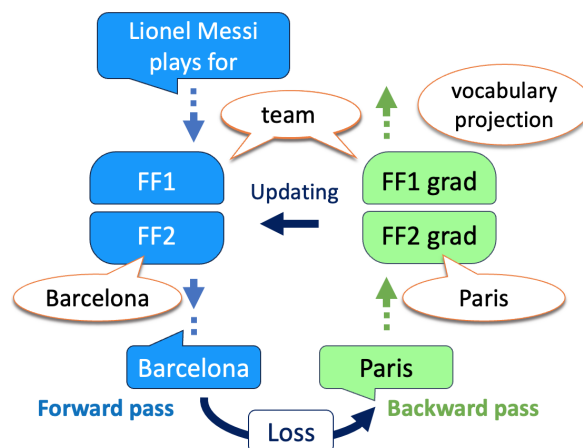 Lionel Messi
plays for
team
vocabulary
projection
FF1
FF1 grad
Updating
FF2
FF2 grad
Barcelona
Paris
Barcelona
Paris
Forward pass
Loss
Backward pass